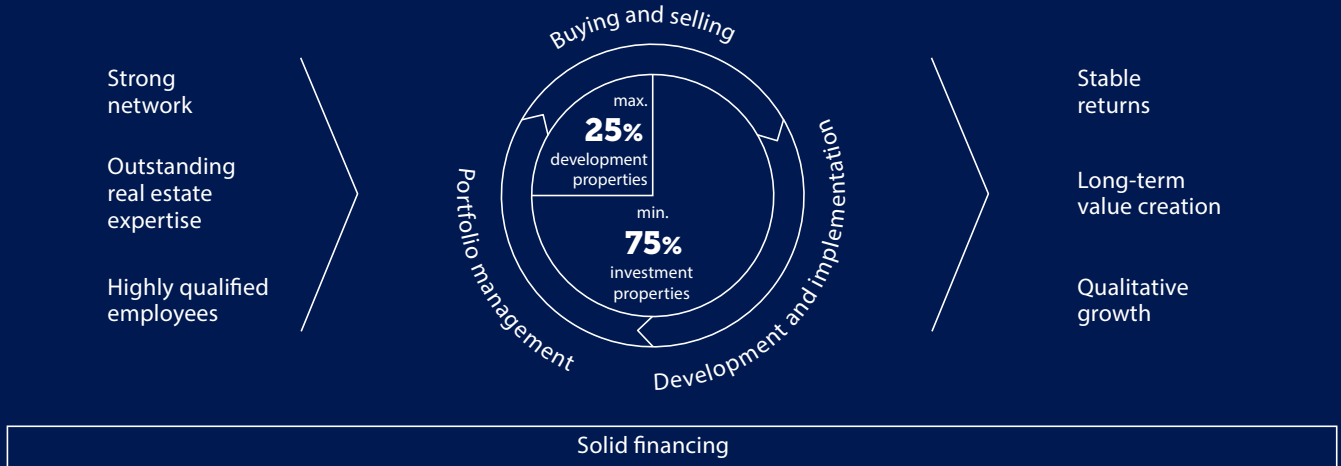 Strong
network
Outstanding
real estate
expertise
Highly qualified
employees
Buying and selling
max.
25%
development
properties
min.
75%
investment
properties
Portfolio management
Development and implementation
Stable
returns
Long-term
value creation
Qualitative
growth
Solid financing